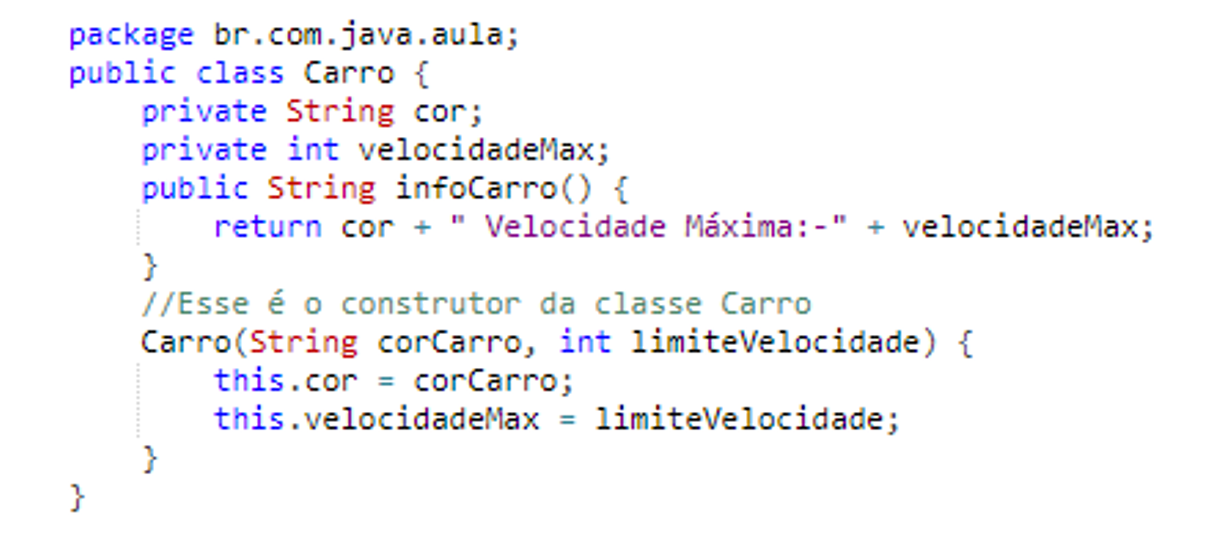 package br.com.java.aula;
public class Carro {
private String cor;
private int velocidadeMax;
public String infoCarro() {
return cor + " Velocidade Máxima:-" + velocidadeMax;
}
//Esse é o construtor da classe Carro
Carro(String corCarro, int limiteVelocidade) {
this.cor = corCarro;
this.velocidadeMax = limiteVelocidade;
}
}